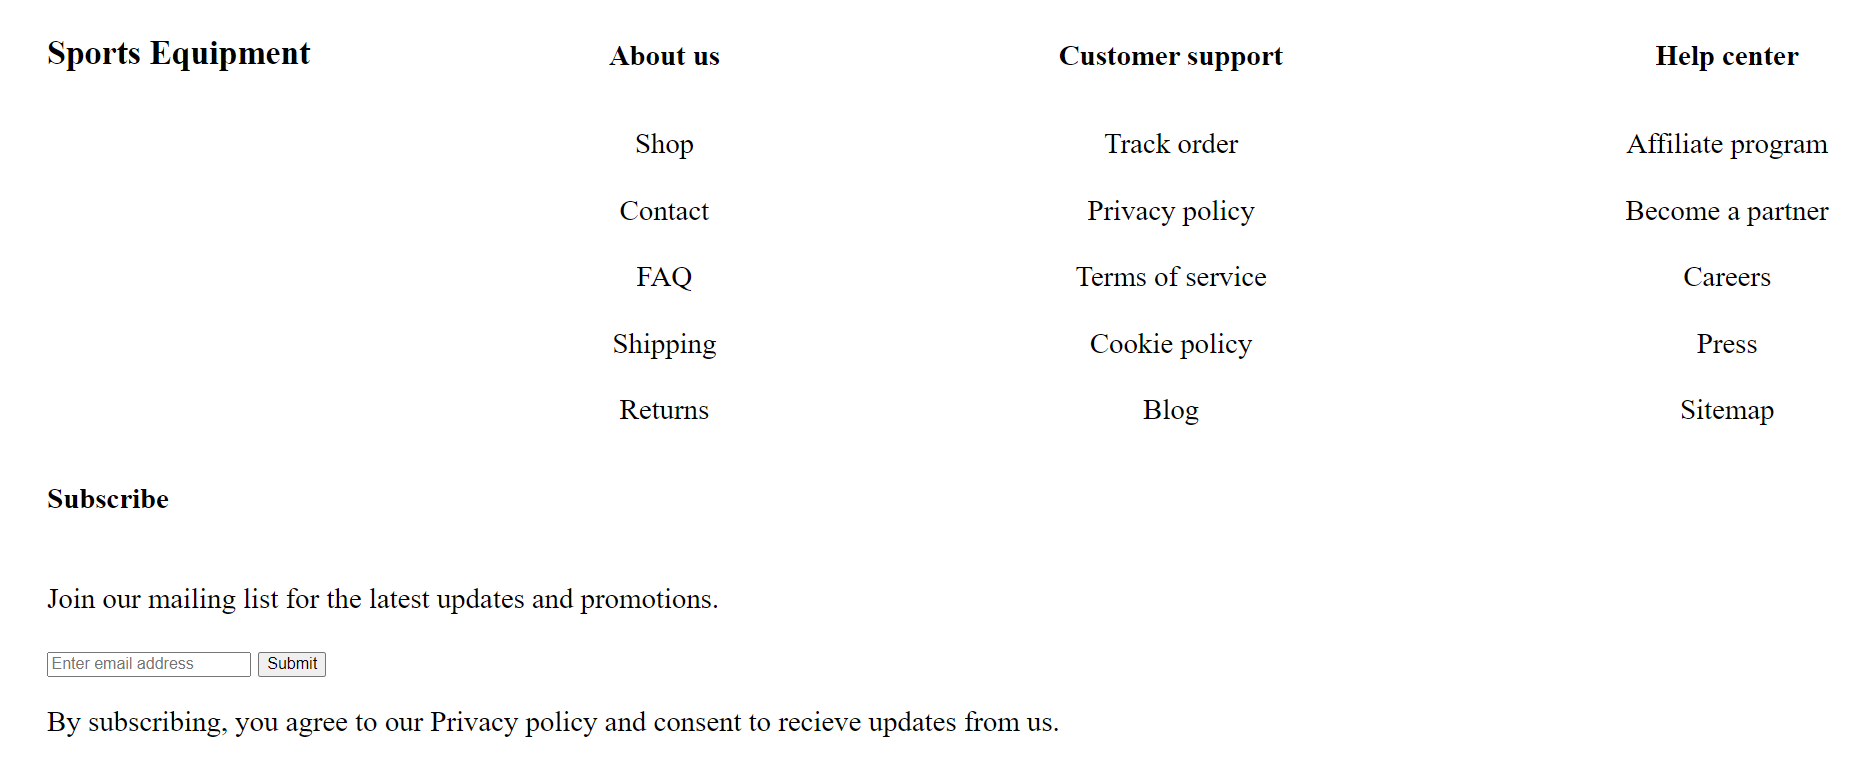 Sports Equipment
About us
Customer support
Help center
Shop
Track order
Affiliate program
Contact
Privacy policy
Become a partner
FAQ
Terms of service
Careers
Shipping
Cookie policy
Press
Returns
Blog
Sitemap
Subscribe
Join our mailing list for the latest updates and promotions.
Enter email address Submit
By subscribing, you agree to our Privacy policy and consent to recieve updates from us.